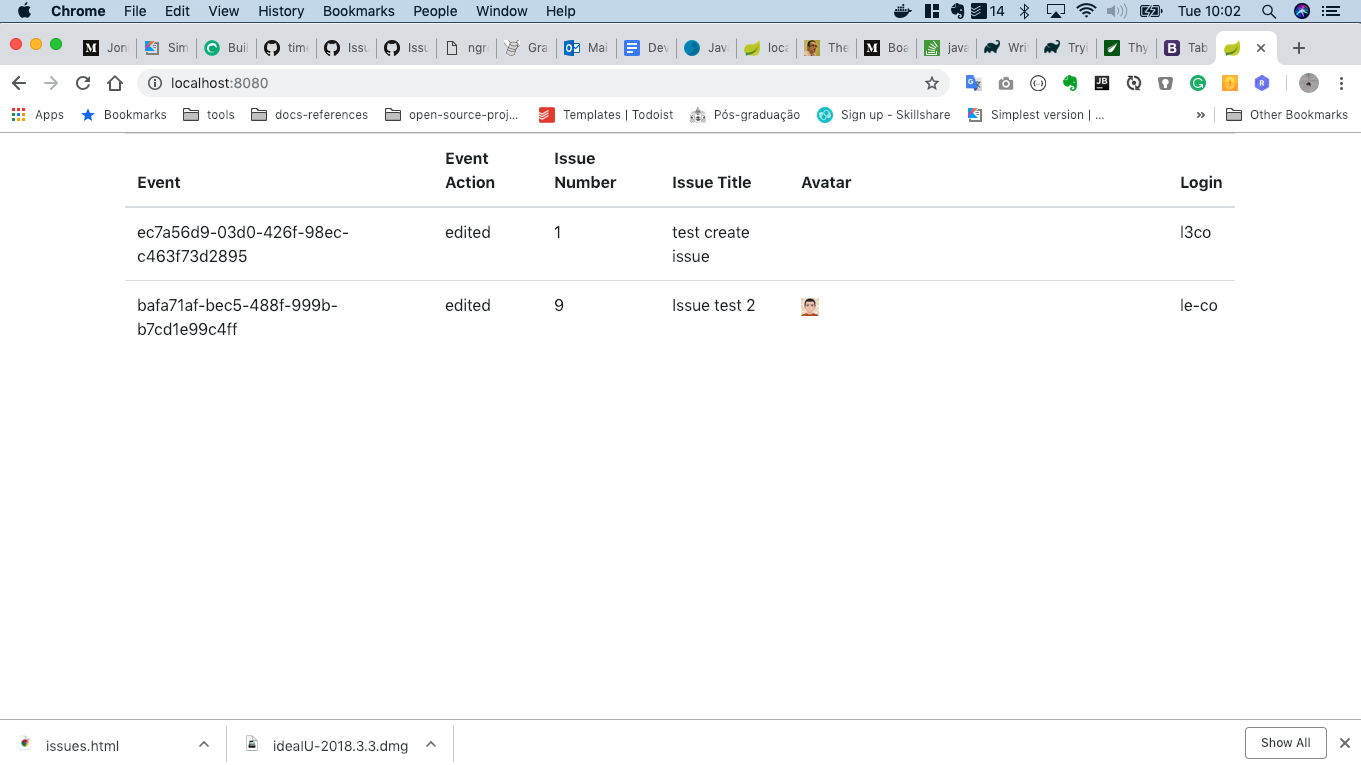 Chrome File Edit View History Bookmarks People Window Help 14 Tue 10:02
M Jon Sim Buil time Issu Issu ngr Gra Mai Dev Java loca The M Boa java Writ Tryi Thy B Tab
localhost:8080
Apps Bookmarks tools docs-references open-source-proj... Templates | Todoist Pós-graduação Sign up - Skillshare Simplest version | ... » Other Bookmarks
Event Event Action Issue Number Issue Title Avatar Login
ec7a56d9-03d0-426f-98ec-c463f73d2895 edited 1 test create issue l3co
bafa71af-bec5-488f-999b-b7cd1e99c4ff edited 9 Issue test 2 le-co
issues.html idealU-2018.3.3.dmg Show All